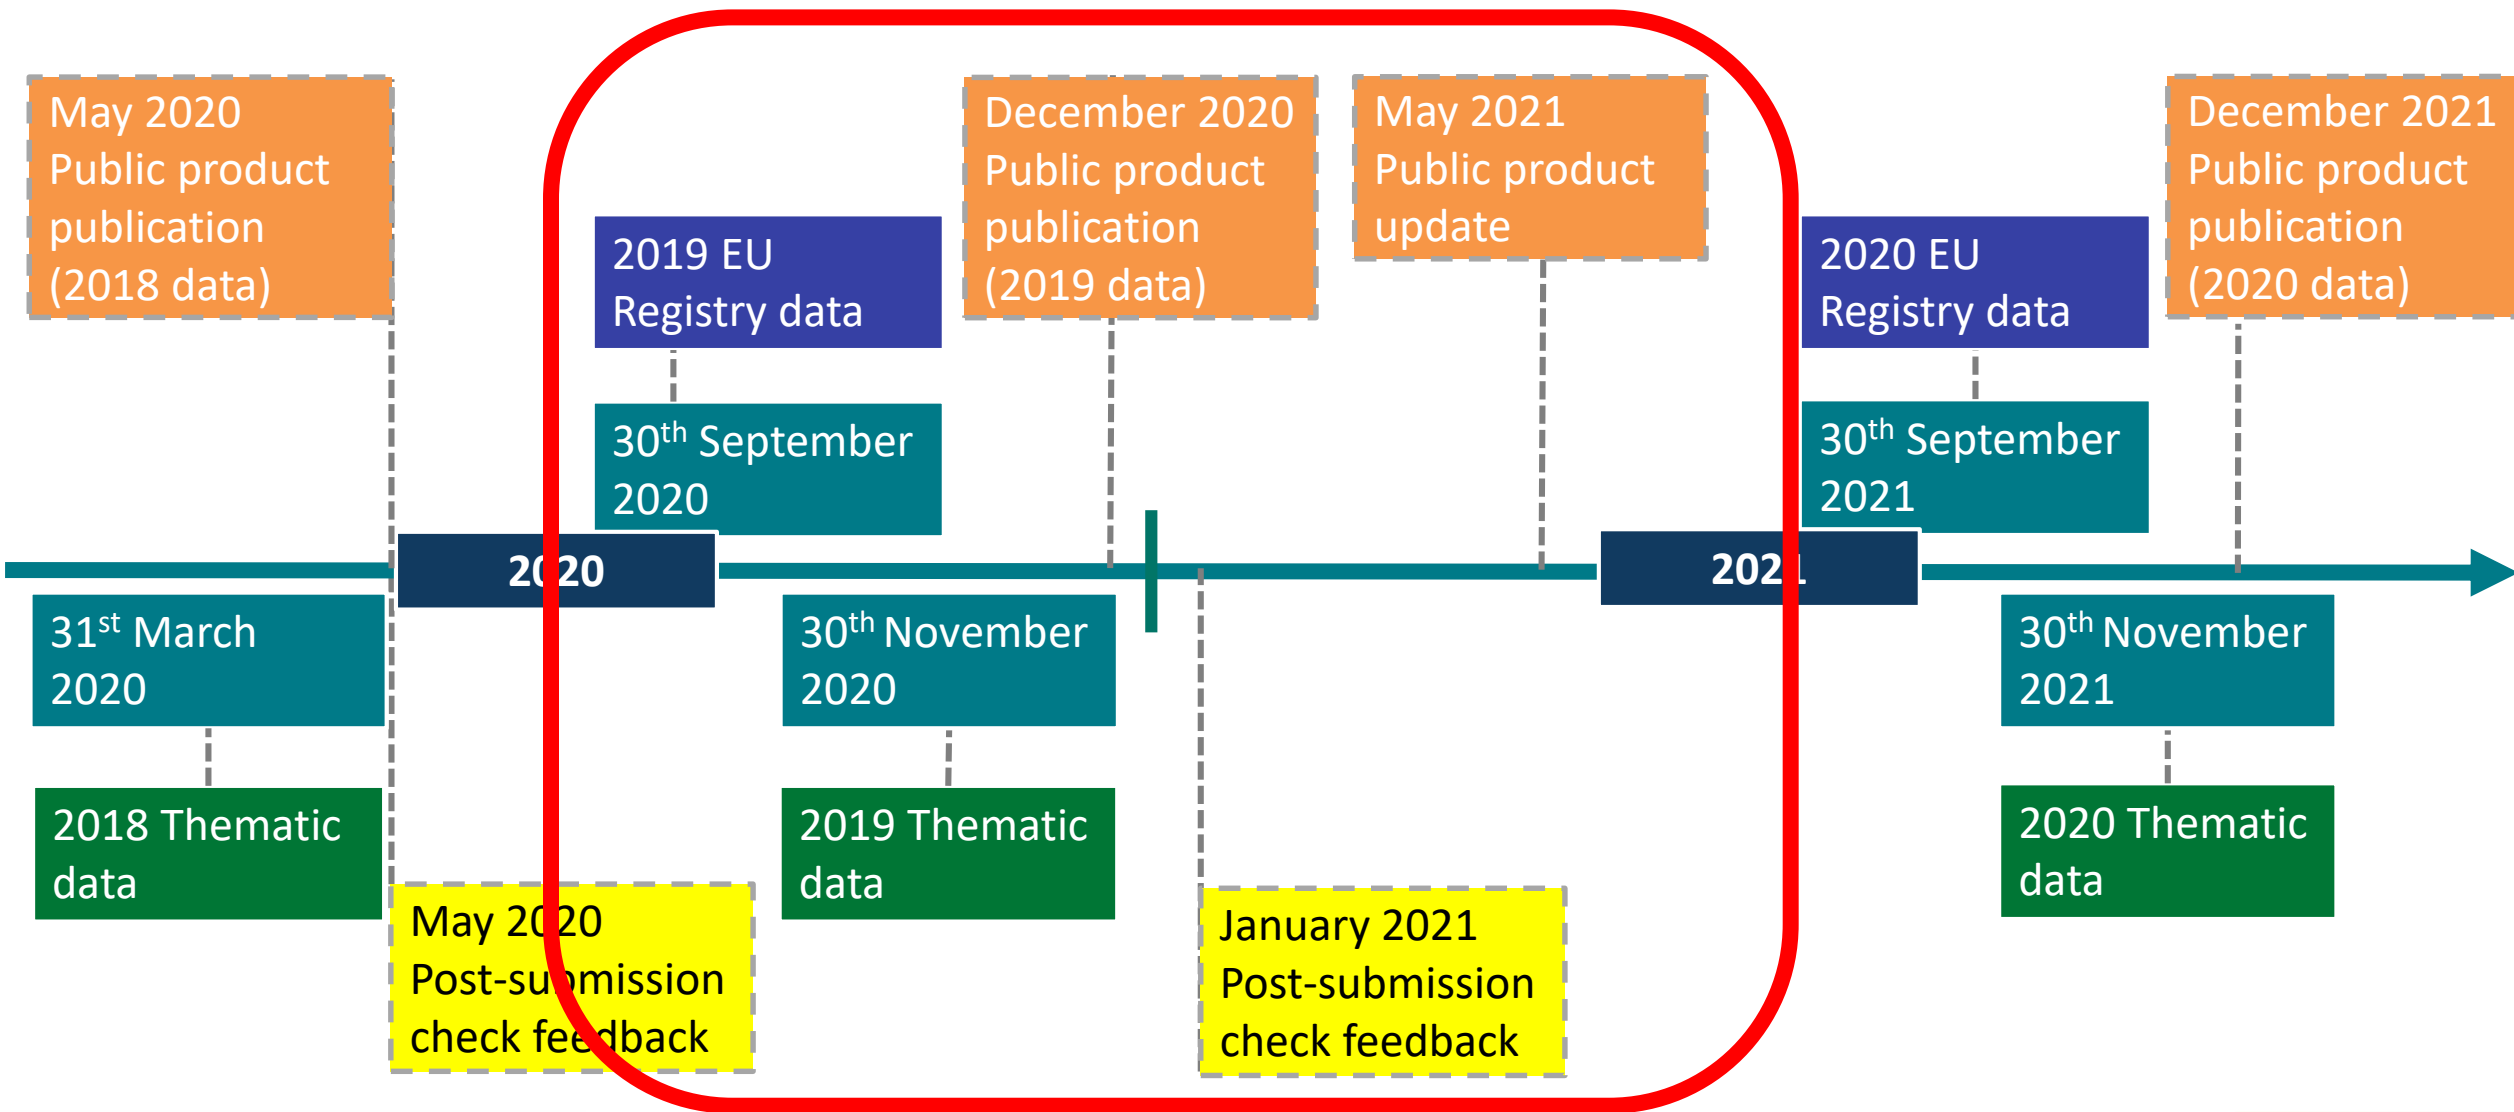 May 2020
Public product
publication
(2018 data)
December 2020
Public product
publication
(2019 data)
May 2021
Public product
update
December 2021
Public product
publication
(2020 data)
2019 EU
Registry data
2020 EU
Registry data
30th September
2020
30th September
2021
2020
2021
31st March
2020
30th November
2020
30th November
2021
2018 Thematic
data
2019 Thematic
data
2020 Thematic
data
May 2020
Post-submission
check feedback
January 2021
Post-submission
check feedback